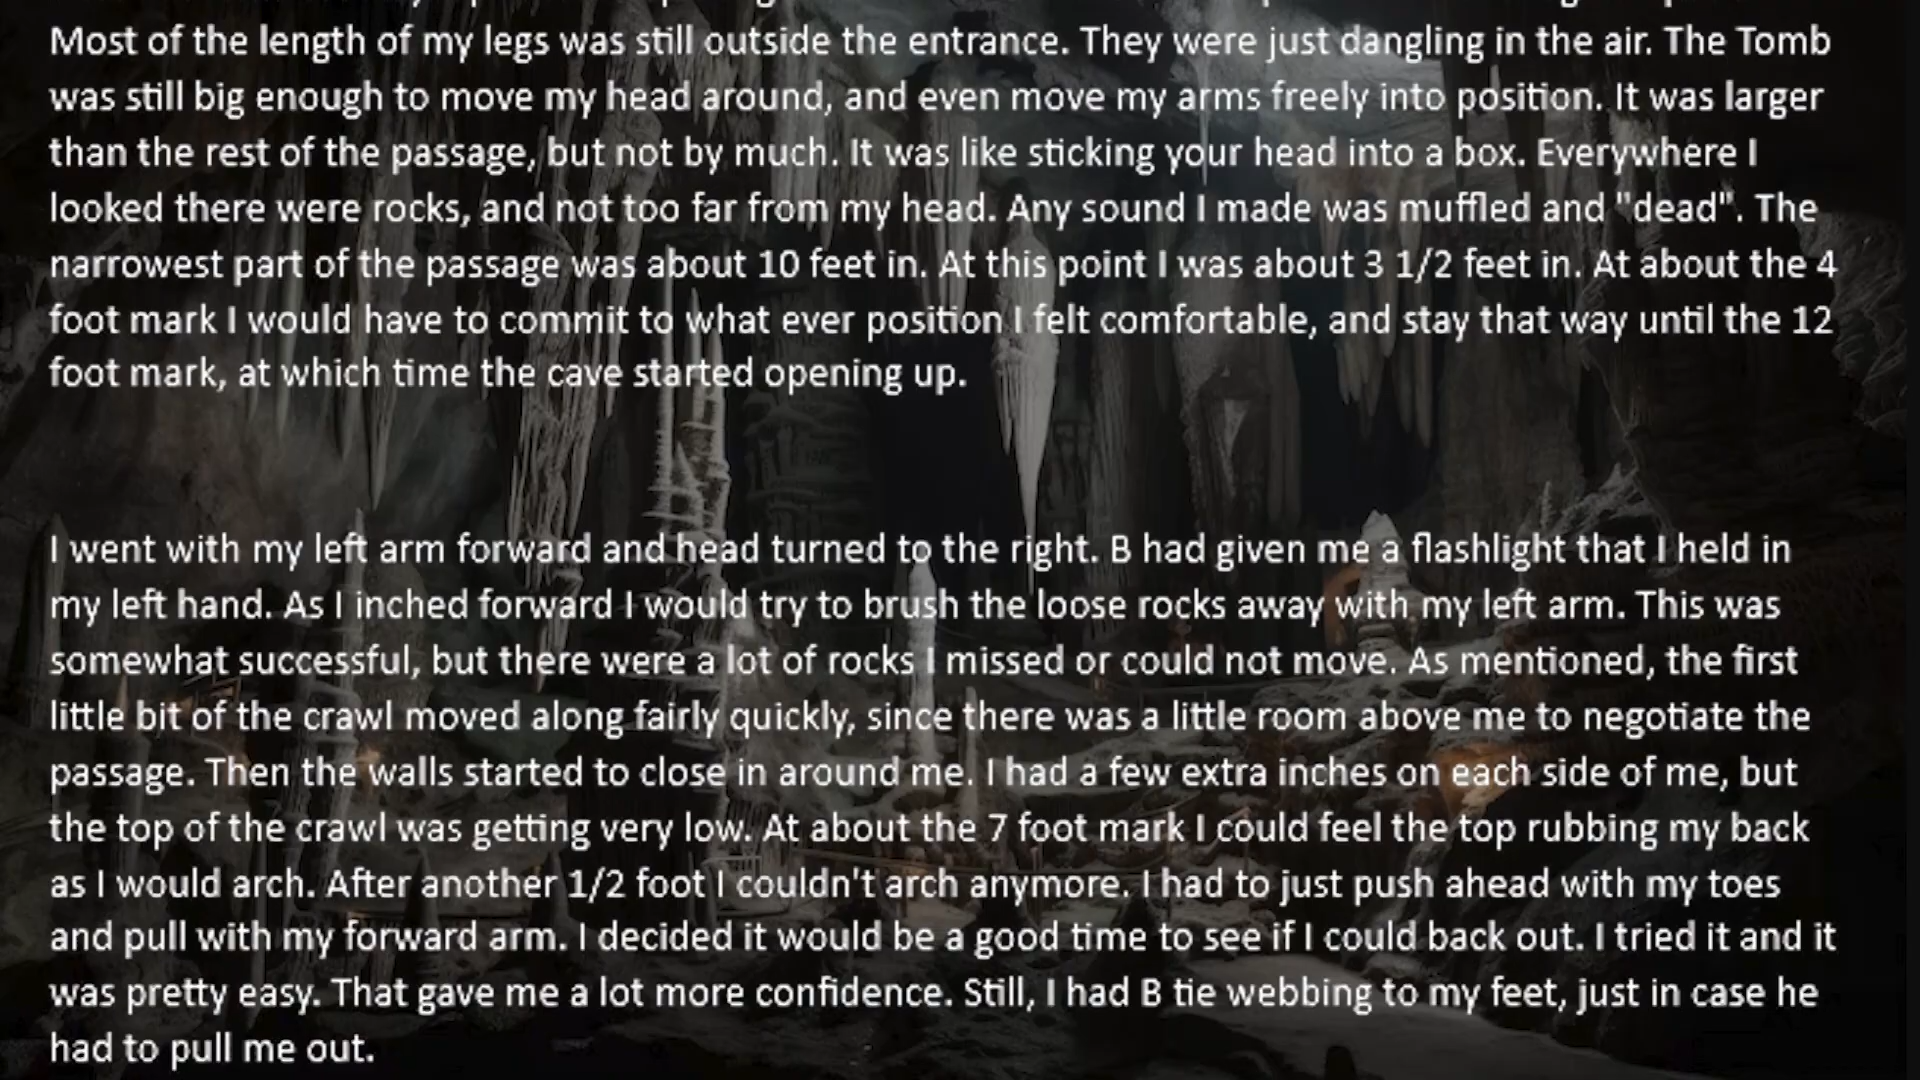 Most of the length of my legs was still outside the entrance. They were just dangling in the air. The Tomb
was still big enough to move my head around, and even move my arms freely into position. It was larger
than the rest of the passage, but not by much. It was like sticking your head into a box. Everywhere I
looked there were rocks, and not too far from my head. Any sound I made was muffled and "dead". The
narrowest part of the passage was about 10 feet in. At this point I was about 3 1/2 feet in. At about the 4
foot mark I would have to commit to what ever position I felt comfortable, and stay that way until the 12
foot mark, at which time the cave started opening up.
I went with my left arm forward and head turned to the right. B had given me a flashlight that I held in
my left hand. As I inched forward I would try to brush the loose rocks away with my left arm. This was
somewhat successful, but there were a lot of rocks I missed or could not move. As mentioned, the first
little bit of the crawl moved along fairly quickly, since there was a little room above me to negotiate the
passage. Then the walls started to close in around me. I had a few extra inches on each side of me, but
the top of the crawl was getting very low. At about the 7 foot mark I could feel the top rubbing my back
as I would arch. After another 1/2 foot I couldn't arch anymore. I had to just push ahead with my toes
and pull with my forward arm. I decided it would be a good time to see if I could back out. I tried it and it
was pretty easy. That gave me a lot more confidence. Still, I had B tie webbing to my feet, just in case he
had to pull me out.